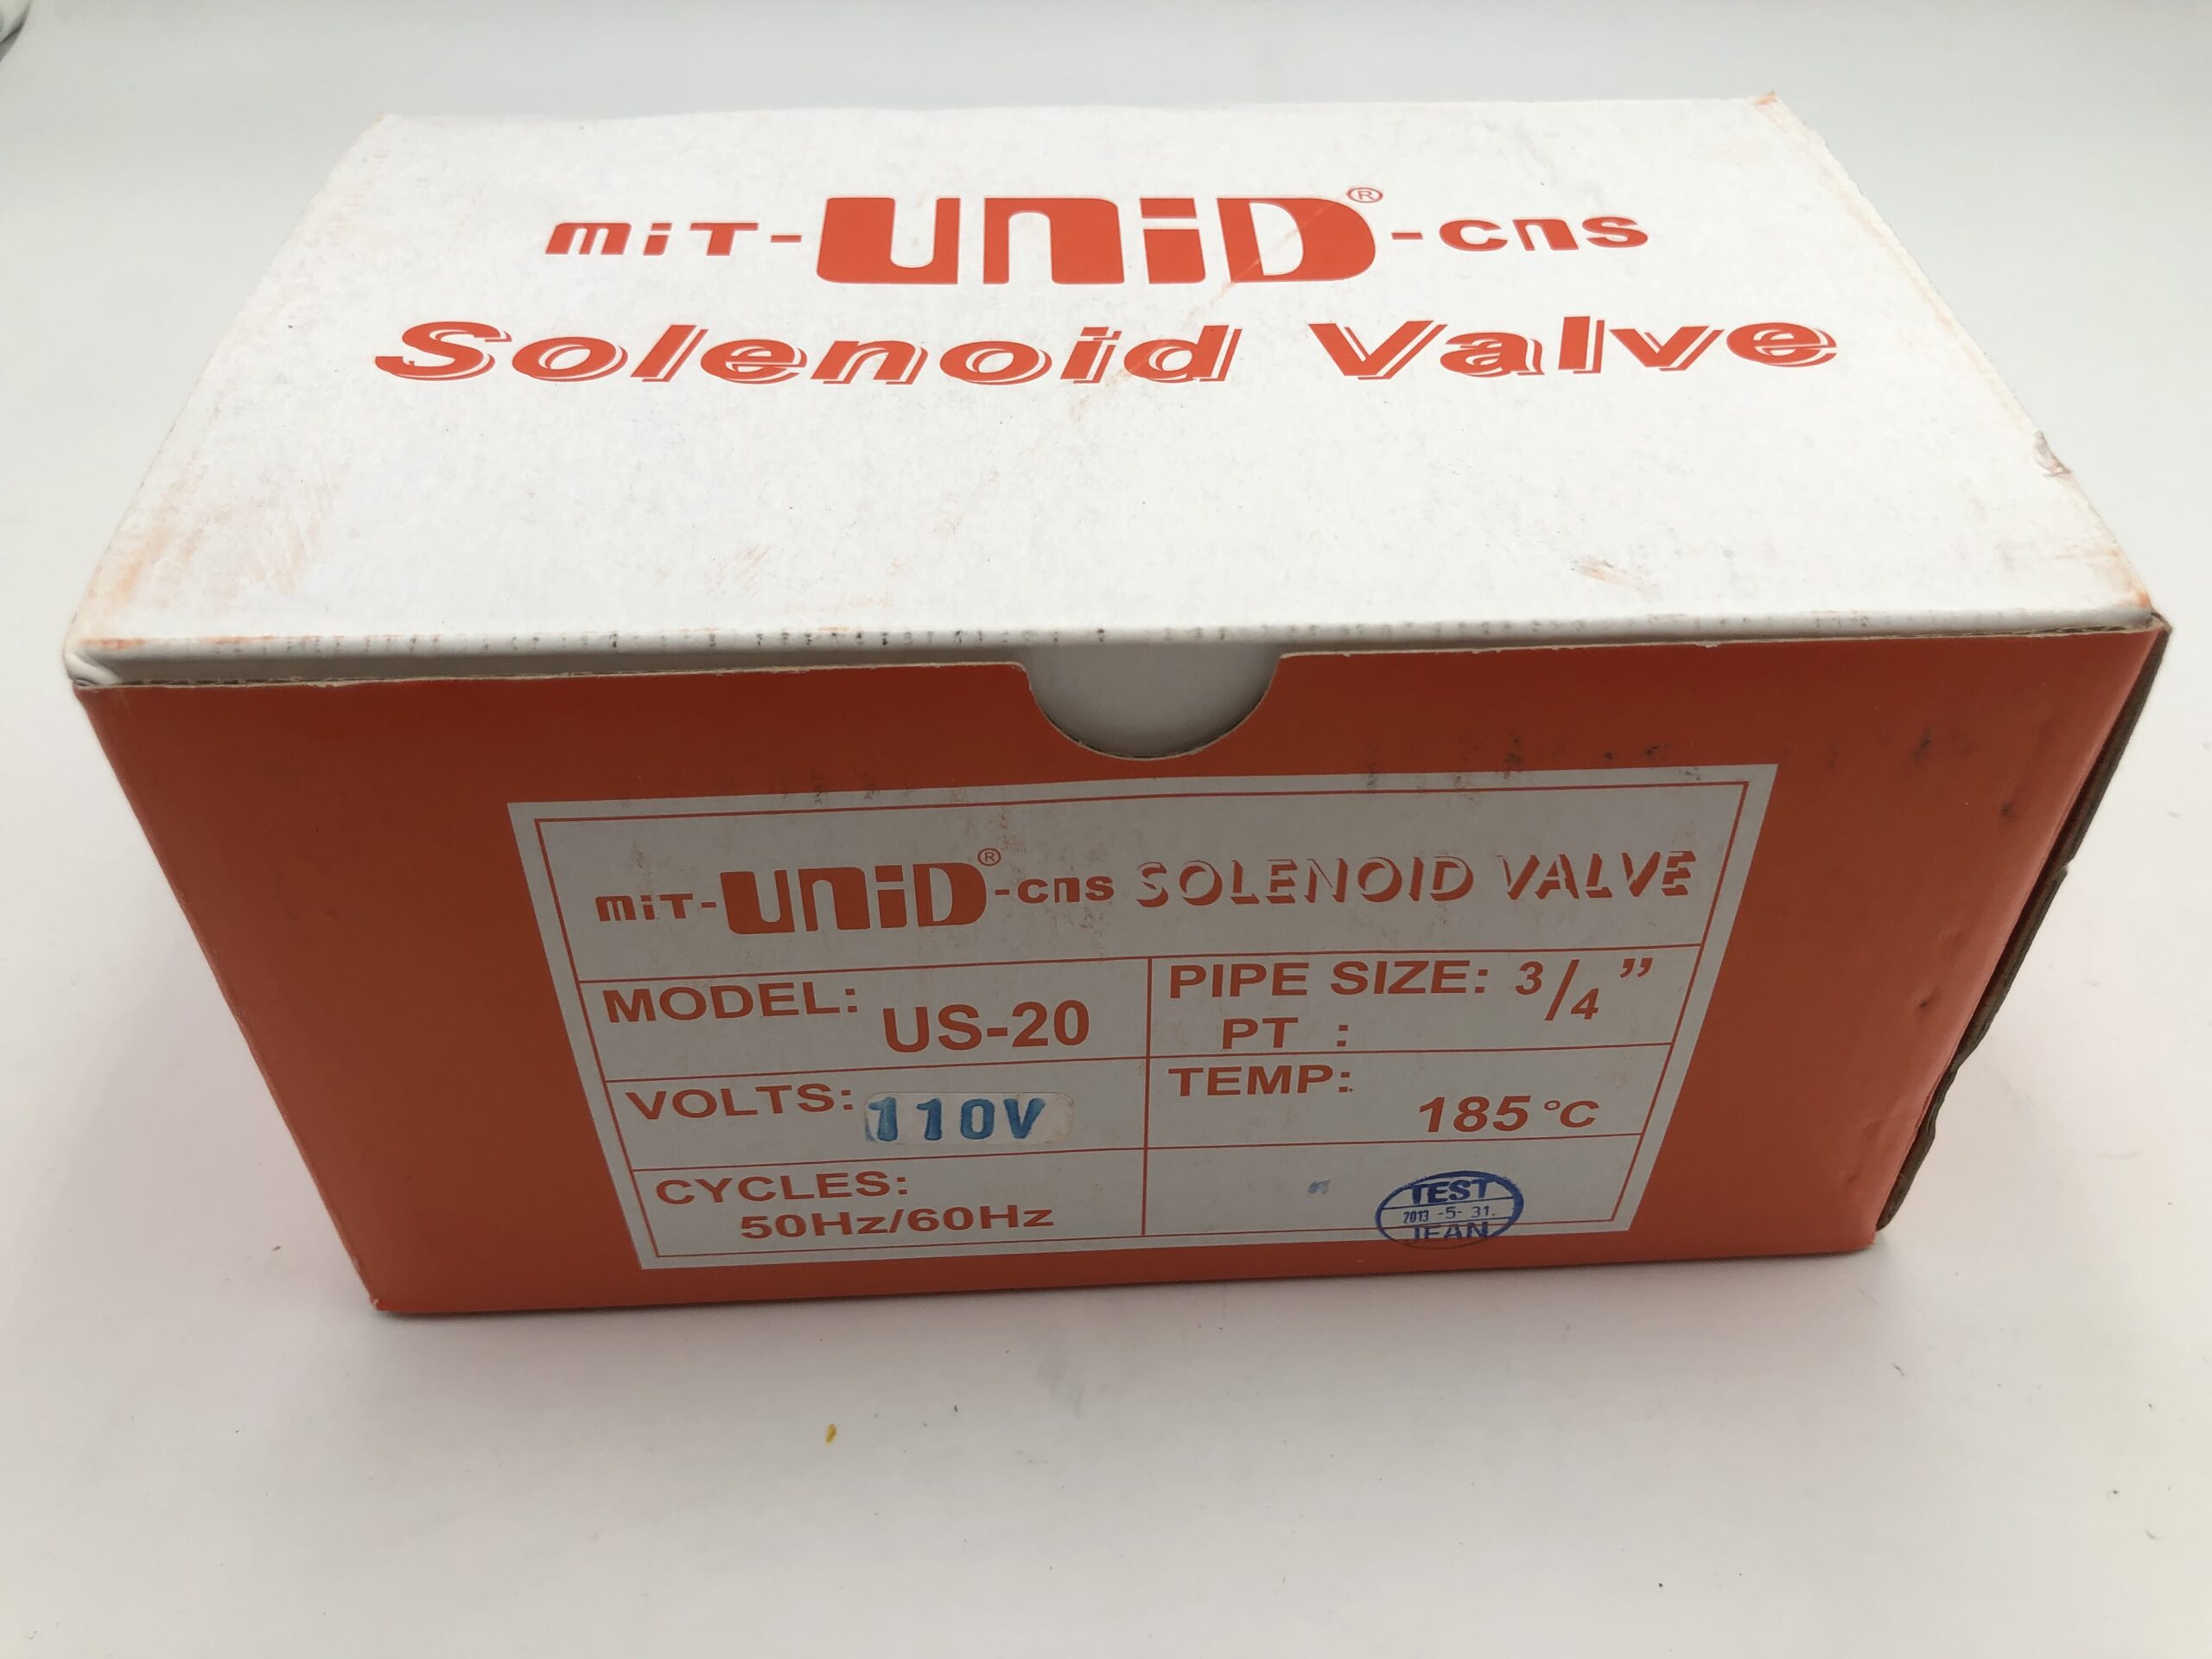 miT-UNiD®-cns
Solenoid Valve
miT-UNiD®-cns SOLENOID VALVE
MODEL: US-20
PIPE SIZE: 3/4”
PT :
VOLTS: 110V
TEMP: 185°C
CYCLES:
50Hz/60Hz
TEST
2013 -5- 31.
JEAN